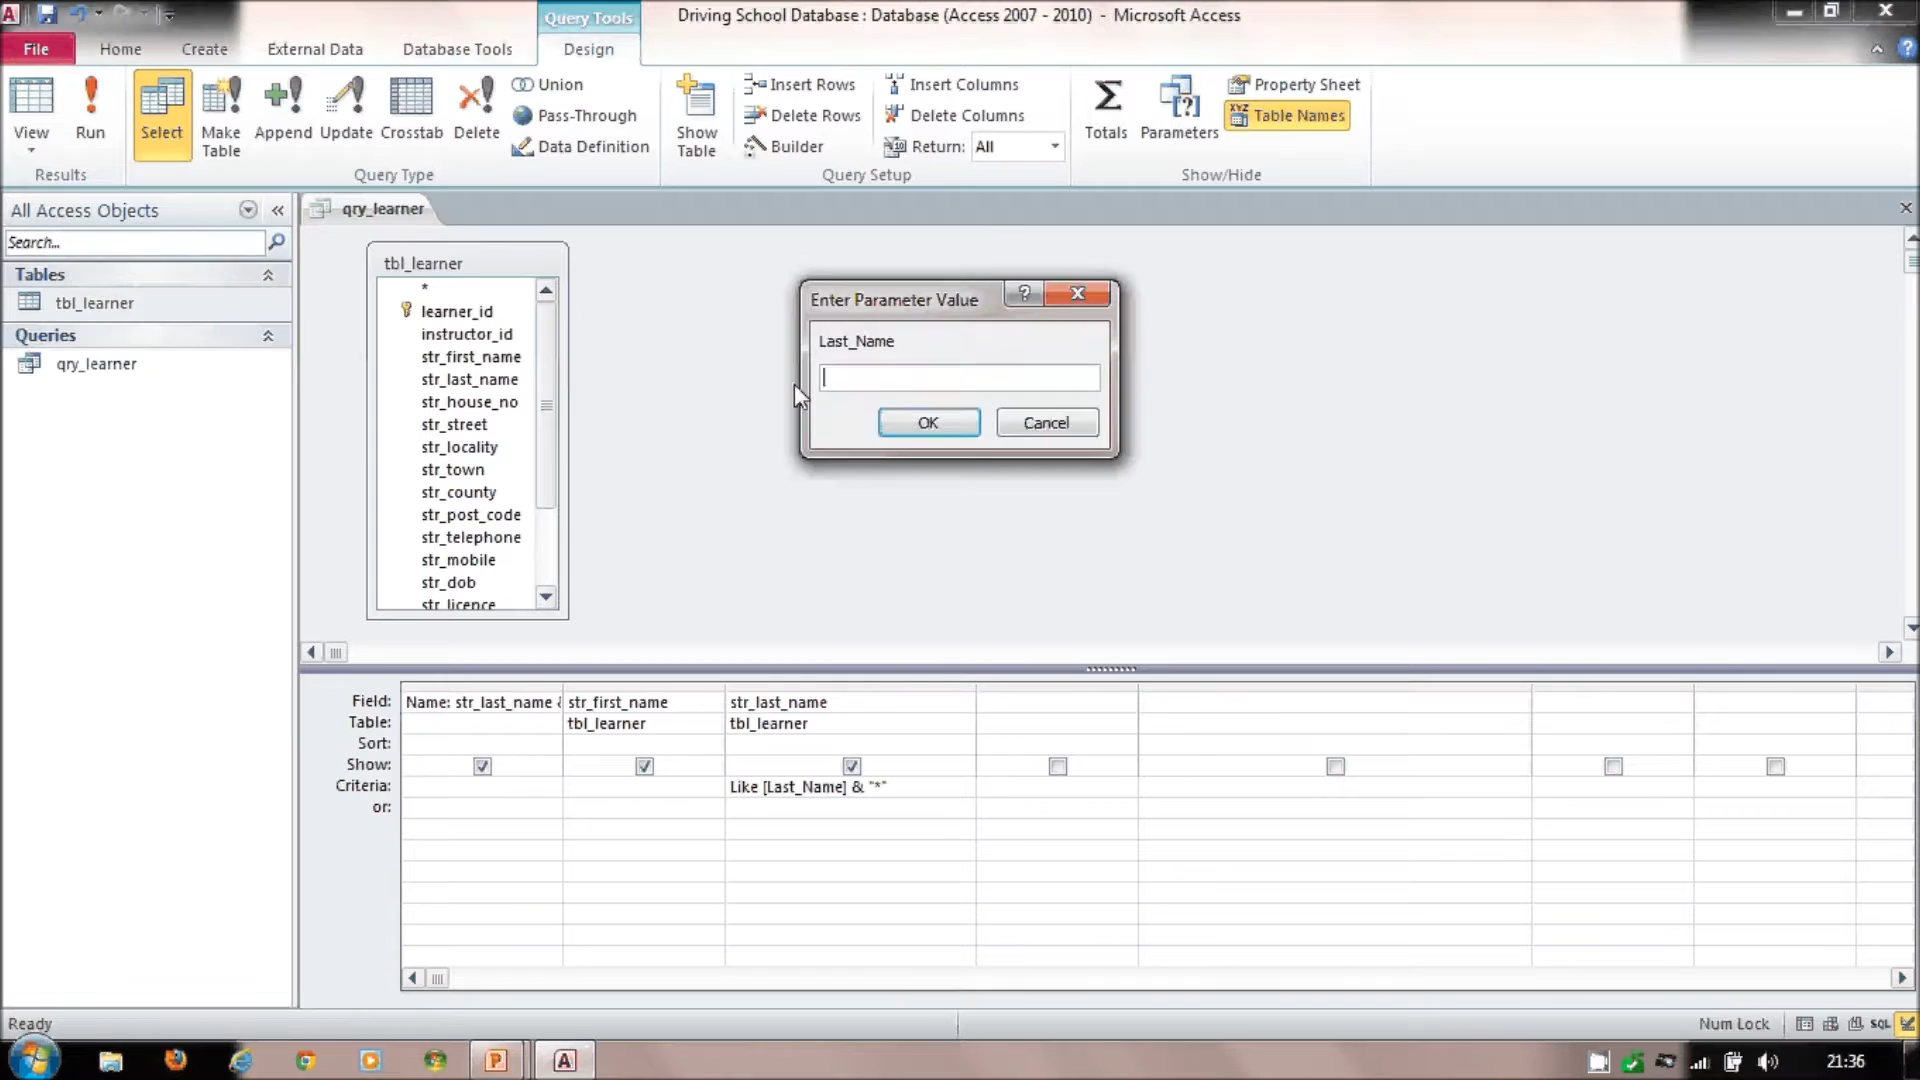 Query Tools
Driving School Database : Database (Access 2007 - 2010) - Microsoft Access
File
Home
Create
External Data
Database Tools
Design
View
Run
Select
Make
Table
Append
Update
Crosstab
Delete
Union
Pass-Through
Data Definition
Show
Table
Insert Rows
Delete Rows
Builder
Insert Columns
Delete Columns
Return: All
Totals
Parameters
Property Sheet
Table Names
Results
Query Type
Query Setup
Show/Hide
All Access Objects
Search...
Tables
tbl_learner
Queries
qry_learner
qry_learner
tbl_learner
*
learner_id
instructor_id
str_first_name
str_last_name
str_house_no
str_street
str_locality
str_town
str_county
str_post_code
str_telephone
str_mobile
str_dob
str_licence
Enter Parameter Value
Last_Name
OK
Cancel
Field: Name: str_last_name & str_first_name str_last_name
Table: tbl_learner tbl_learner
Sort:
Show:
Criteria: Like [Last_Name] & "*"
or:
Ready
Num Lock
SQL
21:36